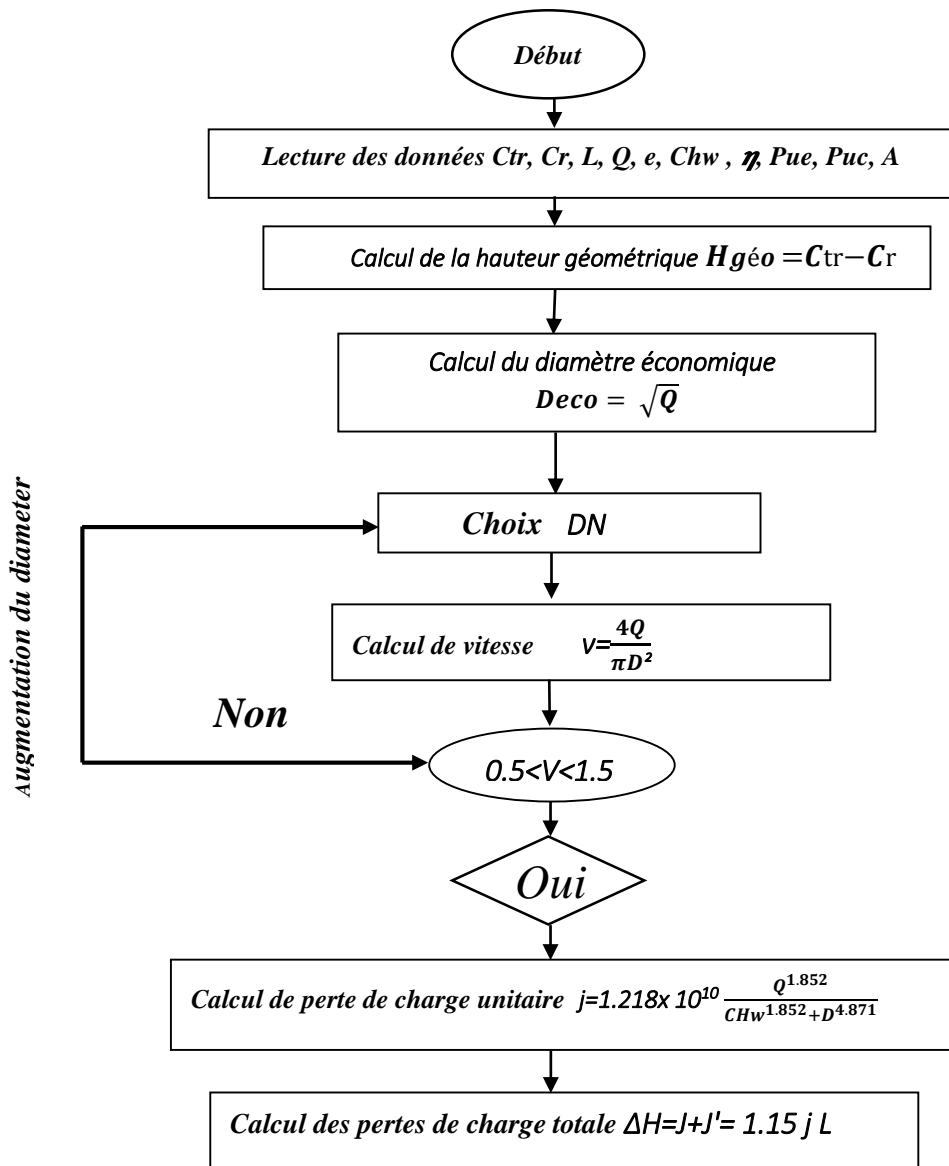 Début
Lecture des données Ctr, Cr, L, Q, e, Chw , η, Pue, Puc, A
Calcul de la hauteur géométrique Hgéo =Ctr−Cr
Calcul du diamètre économique
Deco = √Q
Choix DN
Augmentation du diameter
Calcul de vitesse v=4Q/πD²
Non
0.5<V<1.5
Oui
Calcul de perte de charge unitaire j=1.218x 10^10 Q^1.852/CHw^1.852+D^4.871
Calcul des pertes de charge totale ΔH=J+J'= 1.15 j L